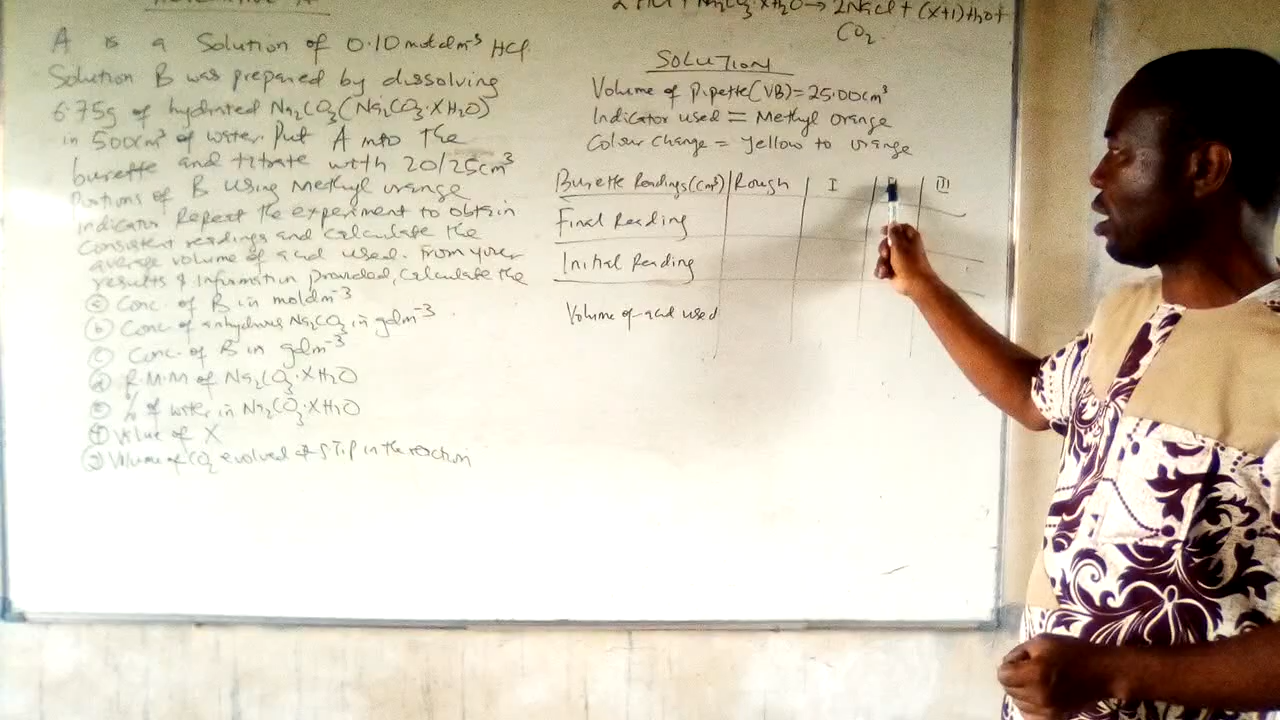 A is a Solution of 0.10 moldm⁻³ HCl.
Solution B was prepared by dissolving
6.75g of hydrated Na₂CO₃(Na₂CO₃.XH₂O)
in 500cm³ of water. Put A into the
burette and titrate with 20/25cm³
Portions of B using Methyl orange
indicator. Repeat the experiment to obtain
consistent readings and calculate the
average volume of acid used. From your
results & Information provided, Calculate the
(a) Conc. of B in moldm⁻³
(b) Conc of anhydrous Na₂CO₃ in gdm⁻³.
(c) Conc. of B in gdm⁻³
(d) R.M.M of Na₂CO₃.XH₂O
(e) % of water in Na₂CO₃.XH₂O
(f) Value of X
(g) Volume of CO₂ evolved at STP in the reaction
2HCl + Na₂CO₃.XH₂O → 2NaCl + (X+1)H₂O +
CO₂.
SOLUTION
Volume of Pipette (VB) = 25.00cm³
Indicator used = Methyl orange
Colour change = Yellow to orange
Burette Readings (cm³) Rough I II III
Final Reading
Initial Reading
Volume of acid used